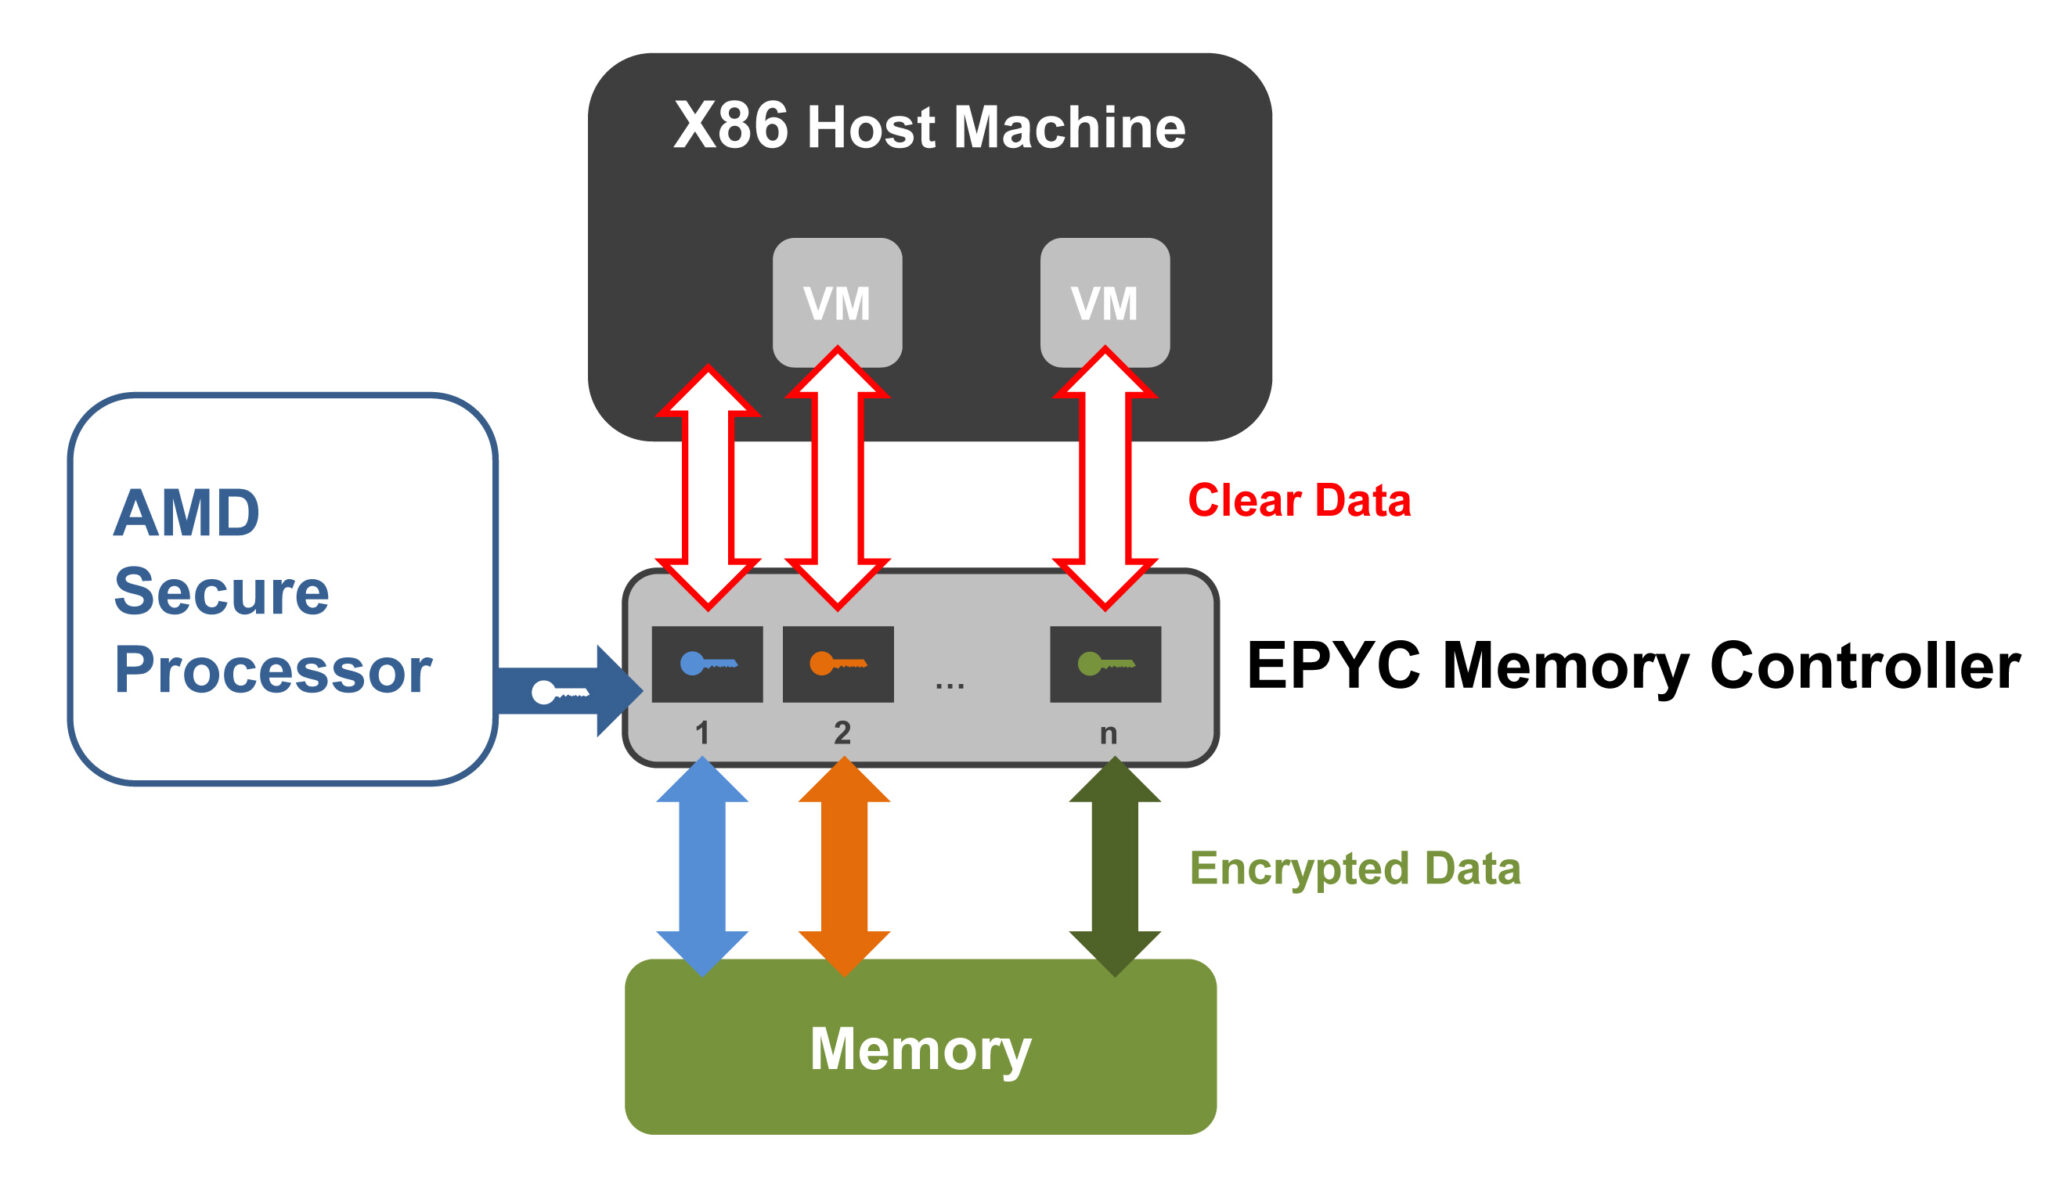 X86 Host Machine
VM
VM
Clear Data
AMD
Secure
Processor
EPYC Memory Controller
...
1
2
n
Encrypted Data
Memory